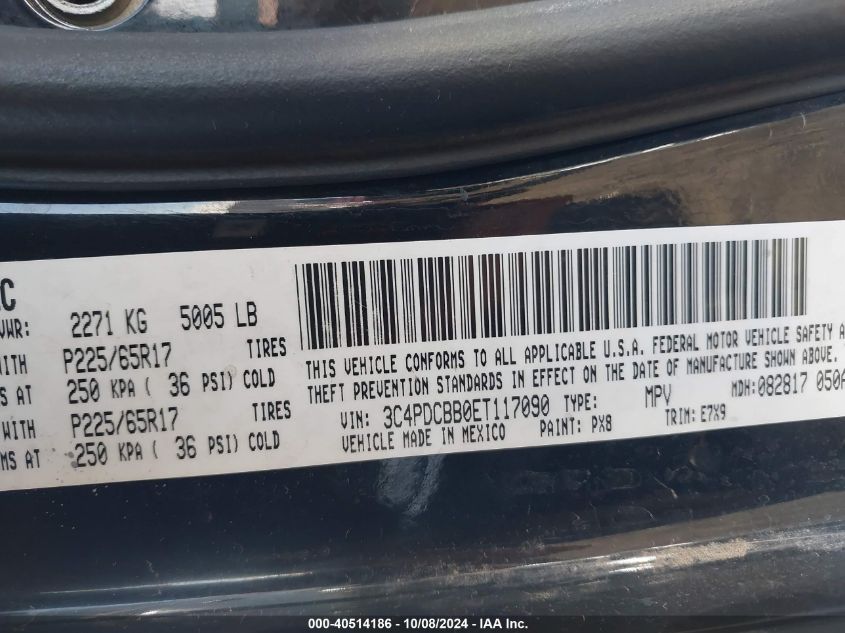 2271 KG 5005 LB
WITH P225/65R17 TIRES
AT 250 KPA ( 36 PSI) COLD
WITH P225/65R17 TIRES
AT 250 KPA ( 36 PSI) COLD
THIS VEHICLE CONFORMS TO ALL APPLICABLE U.S.A. FEDERAL MOTOR VEHICLE SAFETY
THEFT PREVENTION STANDARDS IN EFFECT ON THE DATE OF MANUFACTURE SHOWN ABOVE.
VIN: 3C4PDCBB0ET117090 TYPE: MPV MDH:082817 050
VEHICLE MADE IN MEXICO PAINT: PX8 TRIM: E7X9
000-40514186 - 10/08/2024 - IAA Inc.